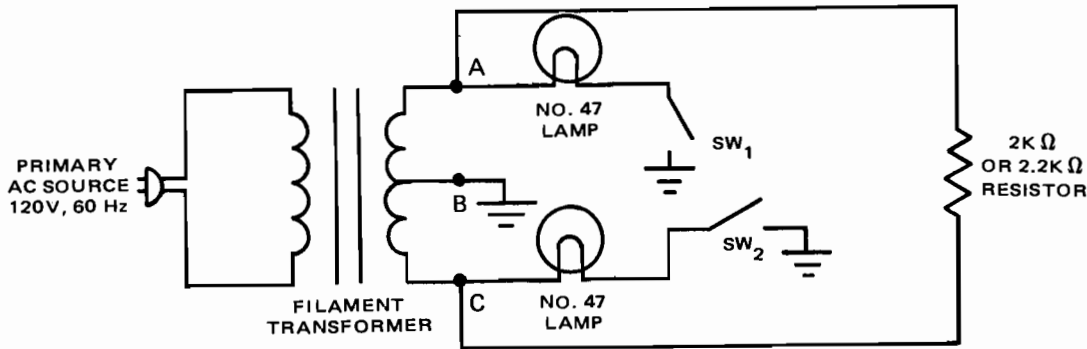 A
NO. 47
LAMP
SW1
PRIMARY
AC SOURCE
120V, 60 Hz
B
2K Ω
OR 2.2K Ω
RESISTOR
SW2
C
FILAMENT
TRANSFORMER
NO. 47
LAMP